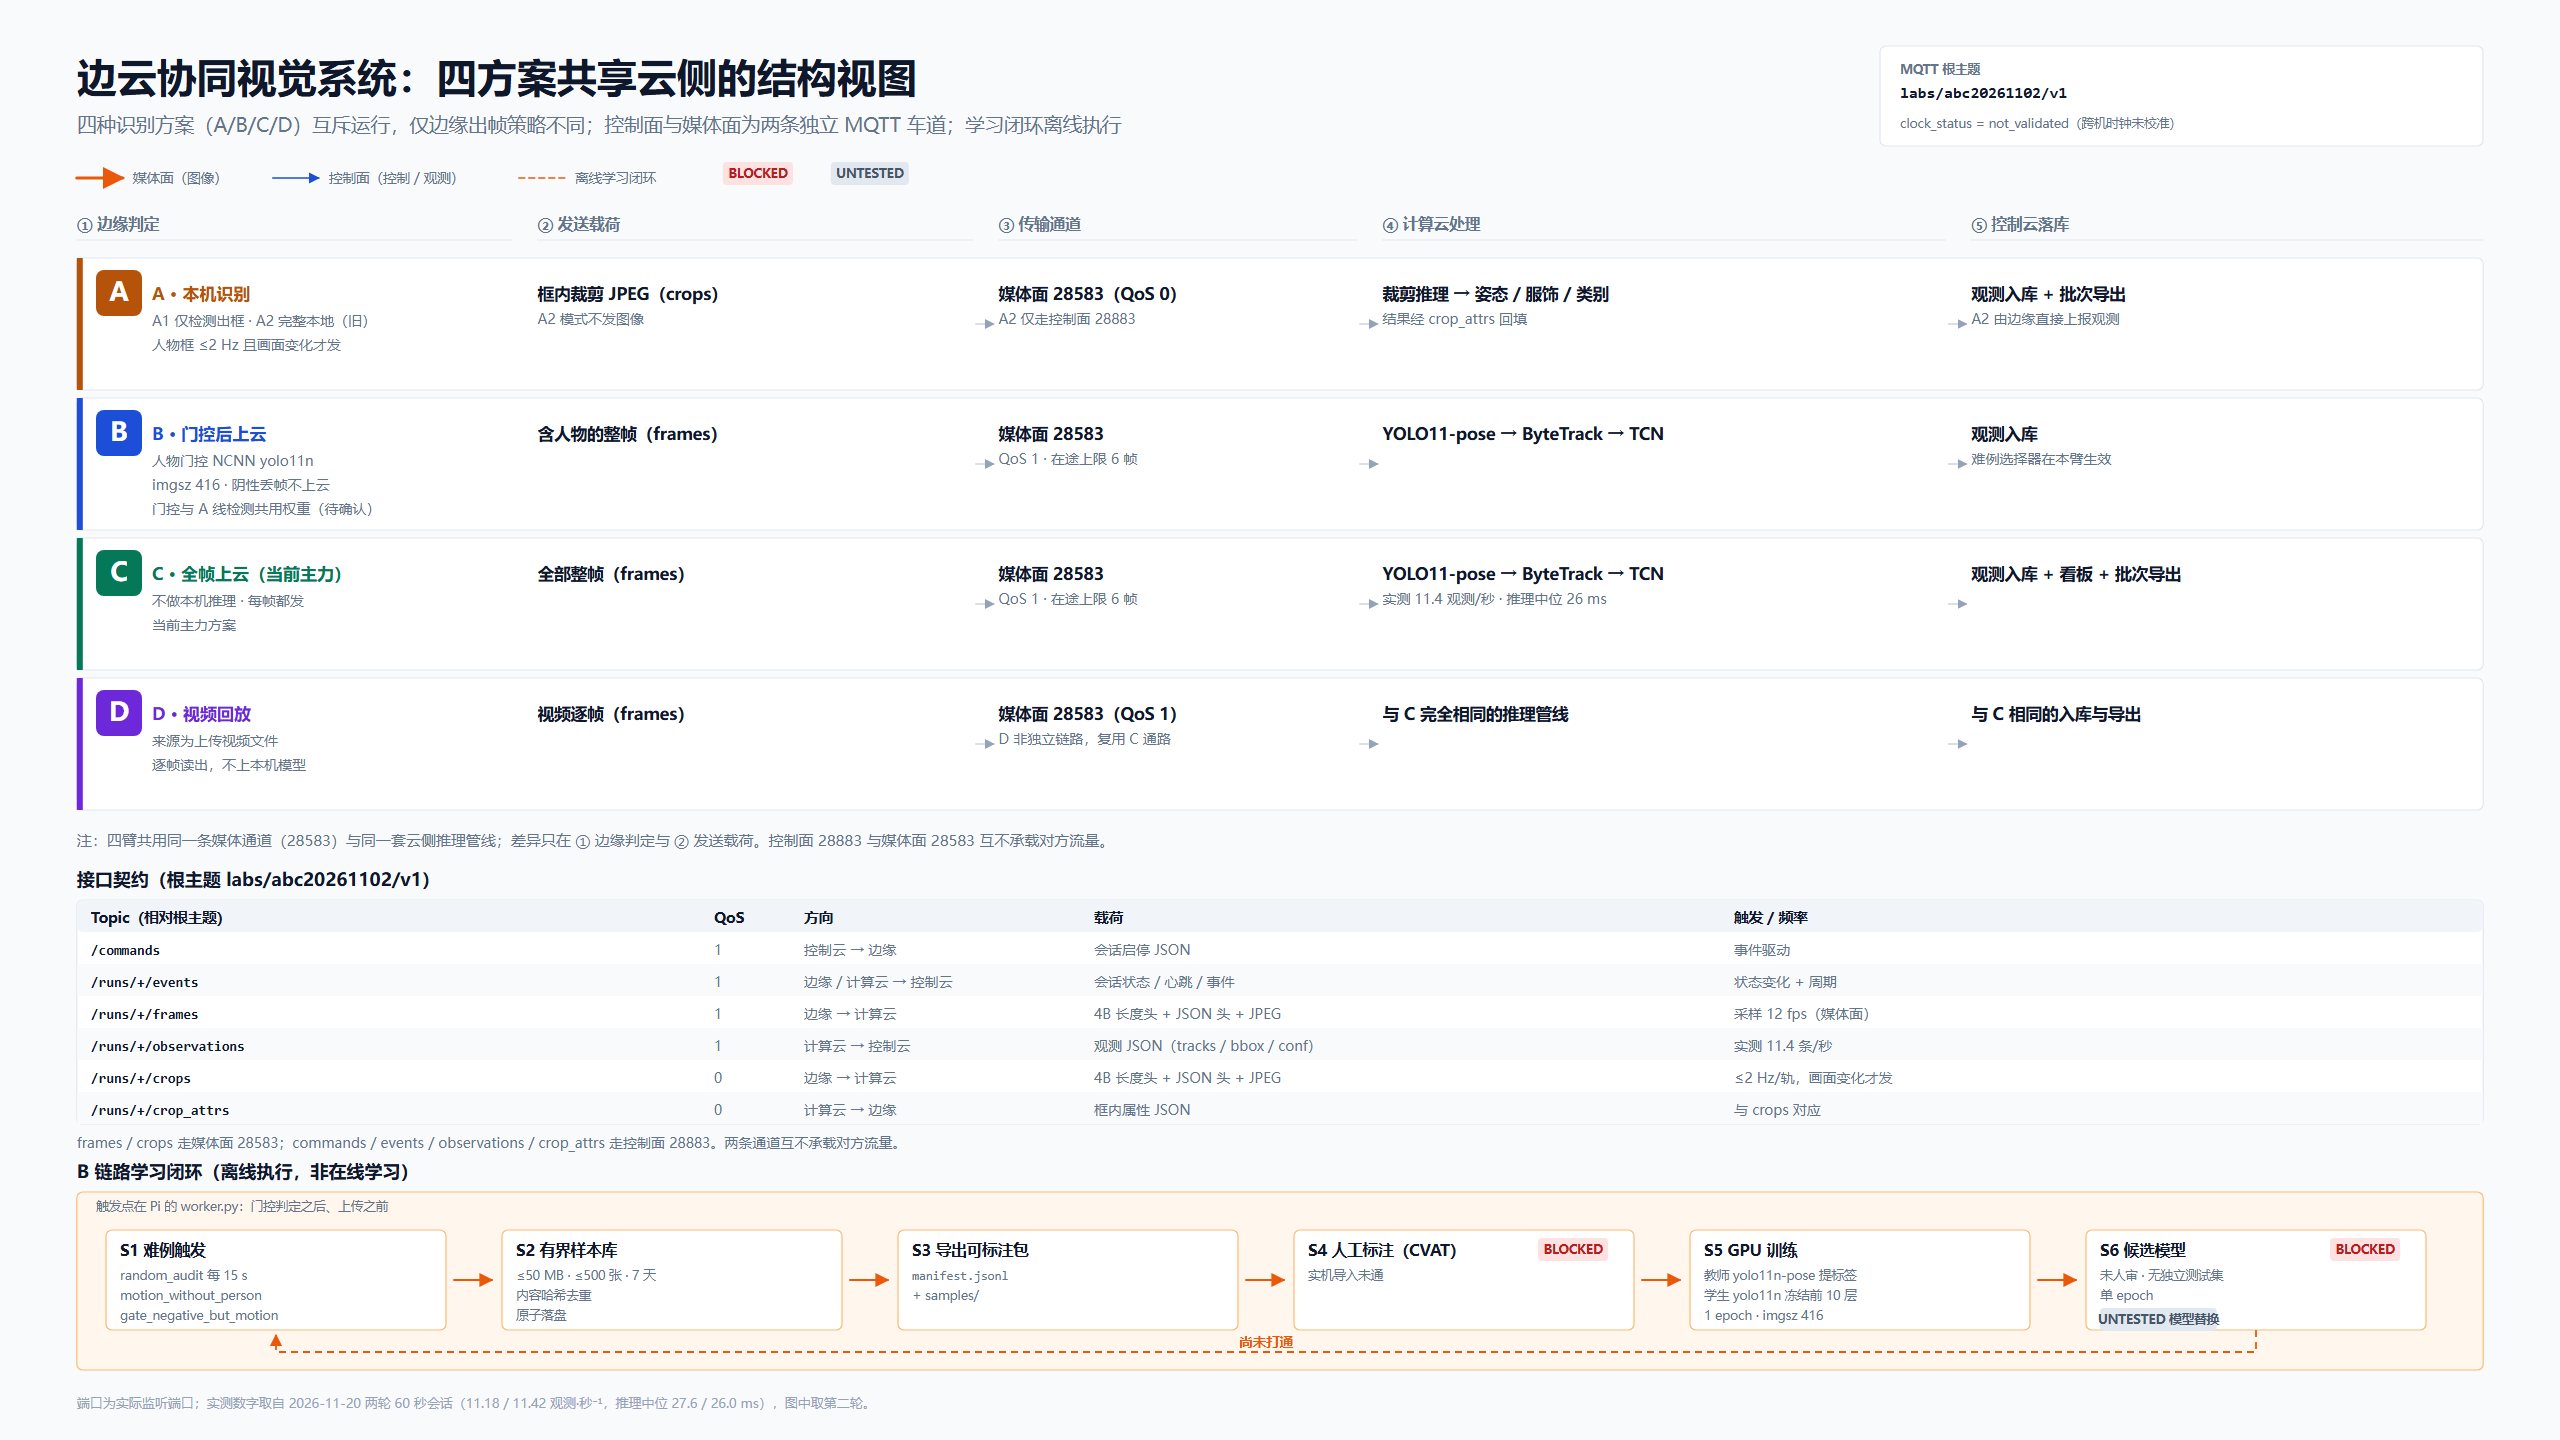 边云协同视觉系统：四方案共享云侧的结构视图
四种识别方案（A/B/C/D）互斥运行，仅边缘出帧策略不同；控制面与媒体面为两条独立 MQTT 车道；学习闭环离线执行
MQTT 根主题
labs/abc20261102/v1
clock_status = not_validated（跨机时钟未校准）
媒体面（图像）
控制面（控制 / 观测）
离线学习闭环
BLOCKED
UNTESTED
① 边缘判定
② 发送载荷
③ 传输通道
④ 计算云处理
⑤ 控制云落库
A
A · 本机识别
A1 仅检测出框 · A2 完整本地（旧）
人物框 ≤2 Hz 且画面变化才发
框内裁剪 JPEG（crops）
A2 模式不发图像
媒体面 28583（QoS 0）
A2 仅走控制面 28883
裁剪推理 → 姿态 / 服饰 / 类别
结果经 crop_attrs 回填
观测入库 + 批次导出
A2 由边缘直接上报观测
B
B · 门控后上云
人物门控 NCNN yolo11n
imgsz 416 · 阴性丢帧不上云
门控与 A 线检测共用权重（待确认）
含人物的整帧（frames）
媒体面 28583
QoS 1 · 在途上限 6 帧
YOLO11-pose → ByteTrack → TCN
观测入库
难例选择器在本臂生效
C
C · 全帧上云（当前主力）
不做本机推理 · 每帧都发
当前主力方案
全部整帧（frames）
媒体面 28583
QoS 1 · 在途上限 6 帧
YOLO11-pose → ByteTrack → TCN
实测 11.4 观测/秒 · 推理中位 26 ms
观测入库 + 看板 + 批次导出
D
D · 视频回放
来源为上传视频文件
逐帧读出，不上本机模型
视频逐帧（frames）
媒体面 28583（QoS 1）
D 非独立链路，复用 C 通路
与 C 完全相同的推理管线
与 C 相同的入库与导出
注：四臂共用同一条媒体通道（28583）与同一套云侧推理管线；差异只在 ① 边缘判定与 ② 发送载荷。控制面 28883 与媒体面 28583 互不承载对方流量。
接口契约（根主题 labs/abc20261102/v1）
Topic（相对根主题） QoS 方向 载荷 触发 / 频率
/commands 1 控制云 → 边缘 会话启停 JSON 事件驱动
/runs/+/events 1 边缘 / 计算云 → 控制云 会话状态 / 心跳 / 事件 状态变化 + 周期
/runs/+/frames 1 边缘 → 计算云 4B 长度头 + JSON 头 + JPEG 采样 12 fps（媒体面）
/runs/+/observations 1 计算云 → 控制云 观测 JSON（tracks / bbox / conf） 实测 11.4 条/秒
/runs/+/crops 0 边缘 → 计算云 4B 长度头 + JSON 头 + JPEG ≤2 Hz/轨，画面变化才发
/runs/+/crop_attrs 0 计算云 → 边缘 框内属性 JSON 与 crops 对应
frames / crops 走媒体面 28583；commands / events / observations / crop_attrs 走控制面 28883。两条通道互不承载对方流量。
B 链路学习闭环（离线执行，非在线学习）
触发点在 Pi 的 worker.py：门控判定之后、上传之前
S1 难例触发
random_audit 每 15 s
motion_without_person
gate_negative_but_motion
S2 有界样本库
≤50 MB · ≤500 张 · 7 天
内容哈希去重
原子落盘
S3 导出可标注包
manifest.jsonl
+ samples/
S4 人工标注（CVAT）
BLOCKED
实机导入未通
S5 GPU 训练
教师 yolo11n-pose 提标签
学生 yolo11n 冻结前 10 层
1 epoch · imgsz 416
S6 候选模型
BLOCKED
未人审 · 无独立测试集
单 epoch
UNTESTED 模型替换
尚未打通
端口为实际监听端口；实测数字取自 2026-11-20 两轮 60 秒会话（11.18 / 11.42 观测·秒⁻¹，推理中位 27.6 / 26.0 ms），图中取第二轮。